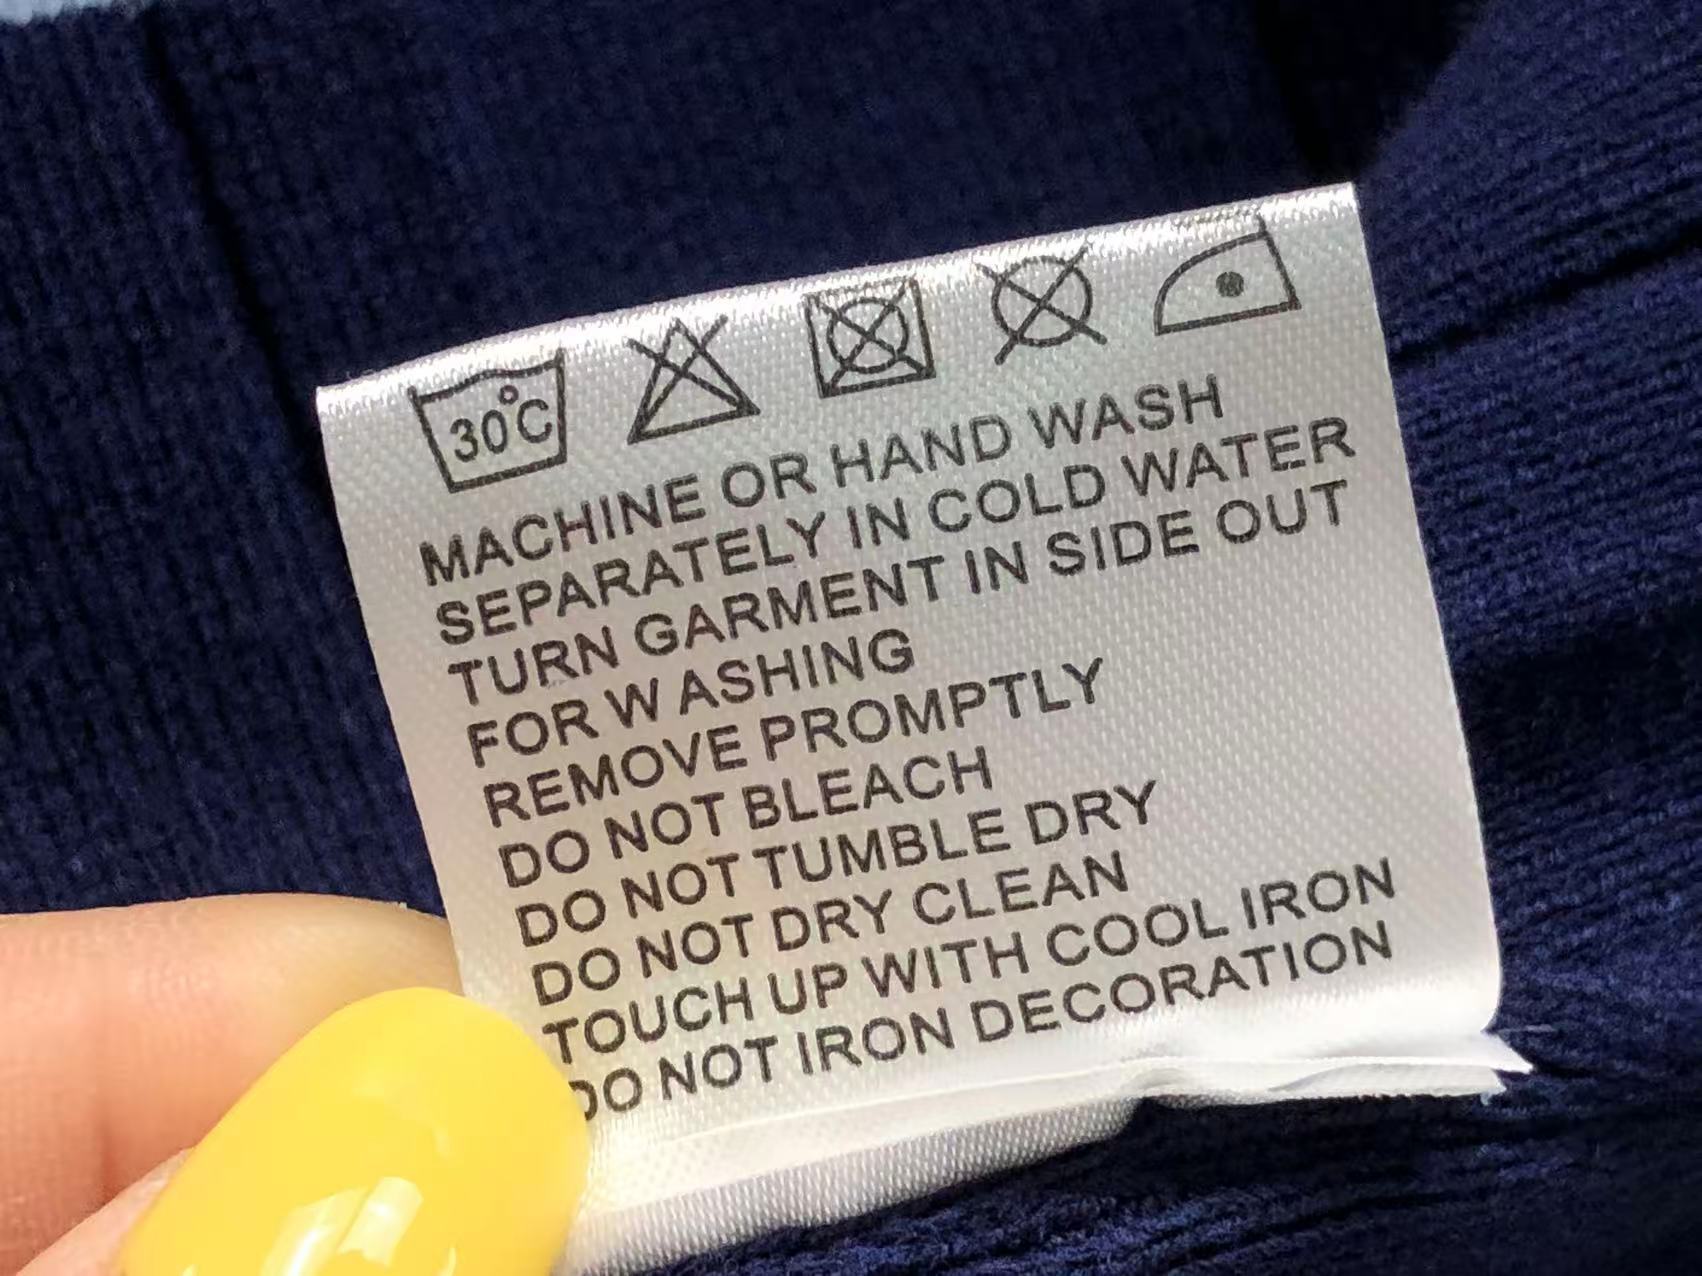 30°C
MACHINE OR HAND WASH
SEPARATELY IN COLD WATER
TURN GARMENT IN SIDE OUT
FOR W ASHING
REMOVE PROMPTLY
DO NOT BLEACH
DO NOT TUMBLE DRY
DO NOT DRY CLEAN
TOUCH UP WITH COOL IRON
DO NOT IRON DECORATION